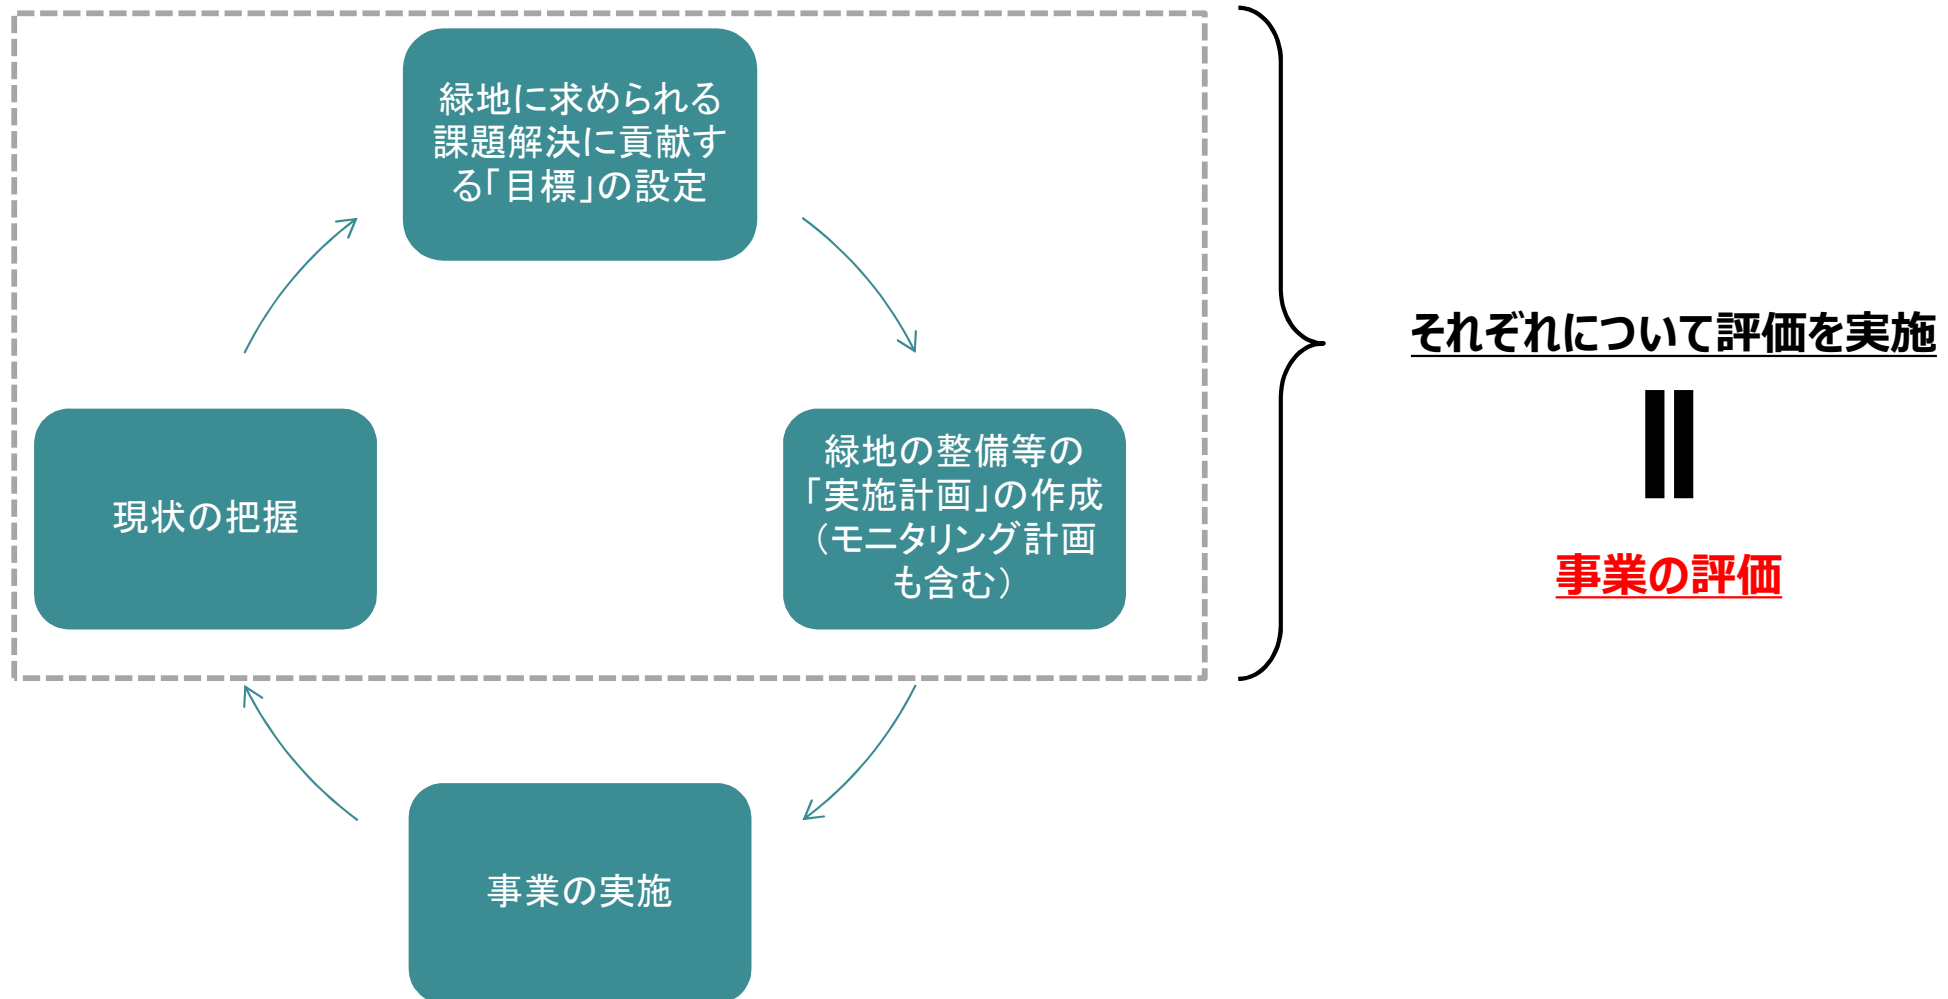 緑地に求められる
課題解決に貢献す
る「目標」の設定
現状の把握
緑地の整備等の
「実施計画」の作成
（モニタリング計画
も含む）
事業の実施
それぞれについて評価を実施
事業の評価